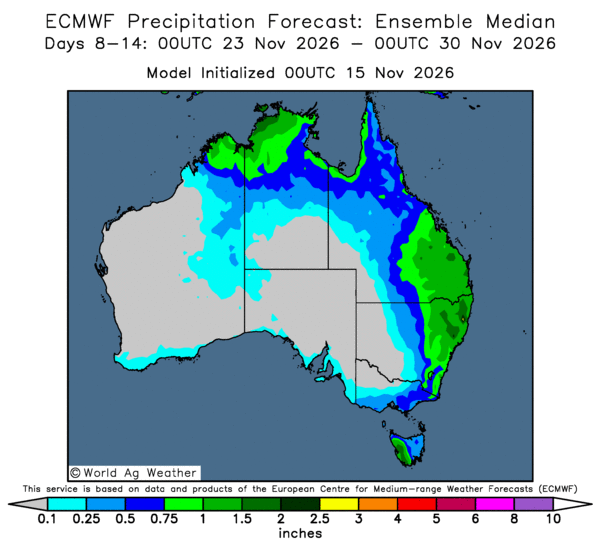 ECMWF Precipitation Forecast: Ensemble Median
Days 8−14: 00UTC 23 Nov 2026 − 00UTC 30 Nov 2026
Model Initialized 00UTC 15 Nov 2026
© World Ag Weather
This service is based on data and products of the European Centre for Medium-range Weather Forecasts (ECMWF)
0.1 0.25 0.5 0.75 1 1.5 2 2.5 3 4 5 6 8 10
inches